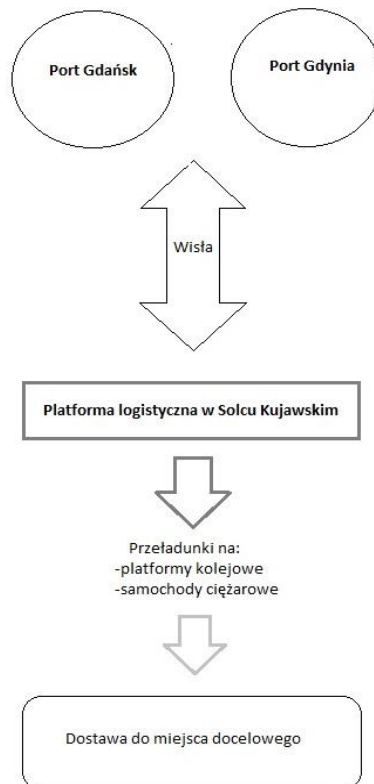 Port Gdańsk
Port Gdynia
Wisła
Platforma logistyczna w Solcu Kujawskim
Przeładunki na:
-platformy kolejowe
-samochody ciężarowe
Dostawa do miejsca docelowego